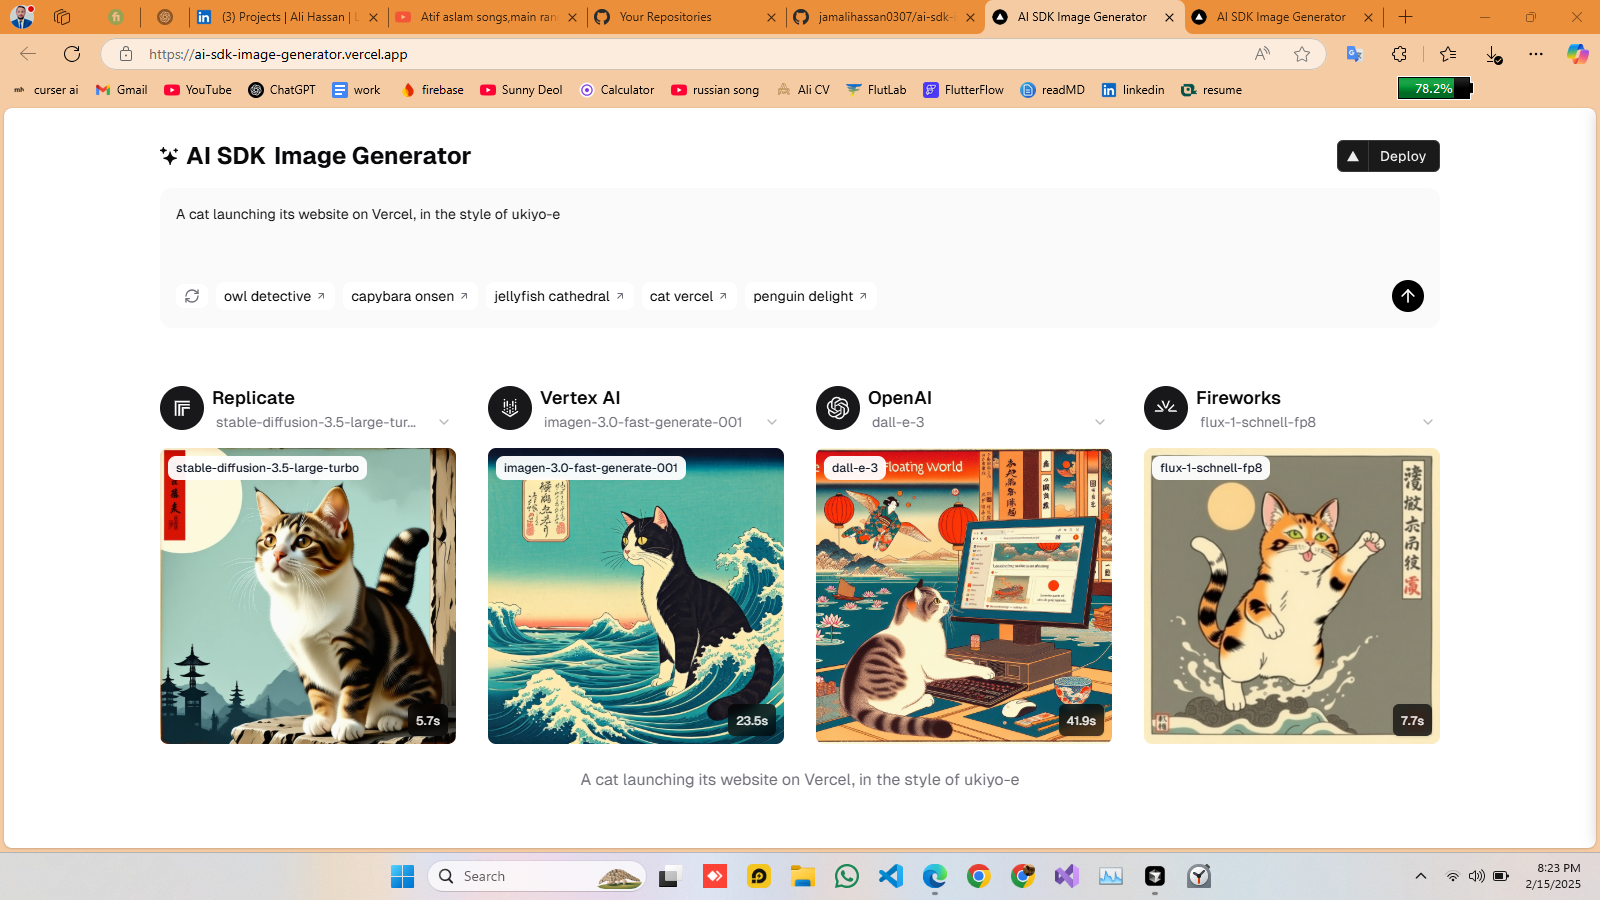 (3) Projects | Ali Hassan | L
Atif aslam songs,main ran
Your Repositories
jamalihassan0307/ai-sdk-i
AI SDK Image Generator
AI SDK Image Generator
https://ai-sdk-image-generator.vercel.app
curser ai
Gmail
YouTube
ChatGPT
work
firebase
Sunny Deol
Calculator
russian song
Ali CV
FlutLab
FlutterFlow
readMD
linkedin
resume
78.2%
AI SDK Image Generator
Deploy
A cat launching its website on Vercel, in the style of ukiyo-e
owl detective
capybara onsen
jellyfish cathedral
cat vercel
penguin delight
Replicate
stable-diffusion-3.5-large-tur...
Vertex AI
imagen-3.0-fast-generate-001
OpenAI
dall-e-3
Fireworks
flux-1-schnell-fp8
stable-diffusion-3.5-large-turbo
imagen-3.0-fast-generate-001
dall-e-3
Floating World
flux-1-schnell-fp8
5.7s
23.5s
41.9s
7.7s
A cat launching its website on Vercel, in the style of ukiyo-e
Search
8:23 PM
2/15/2025